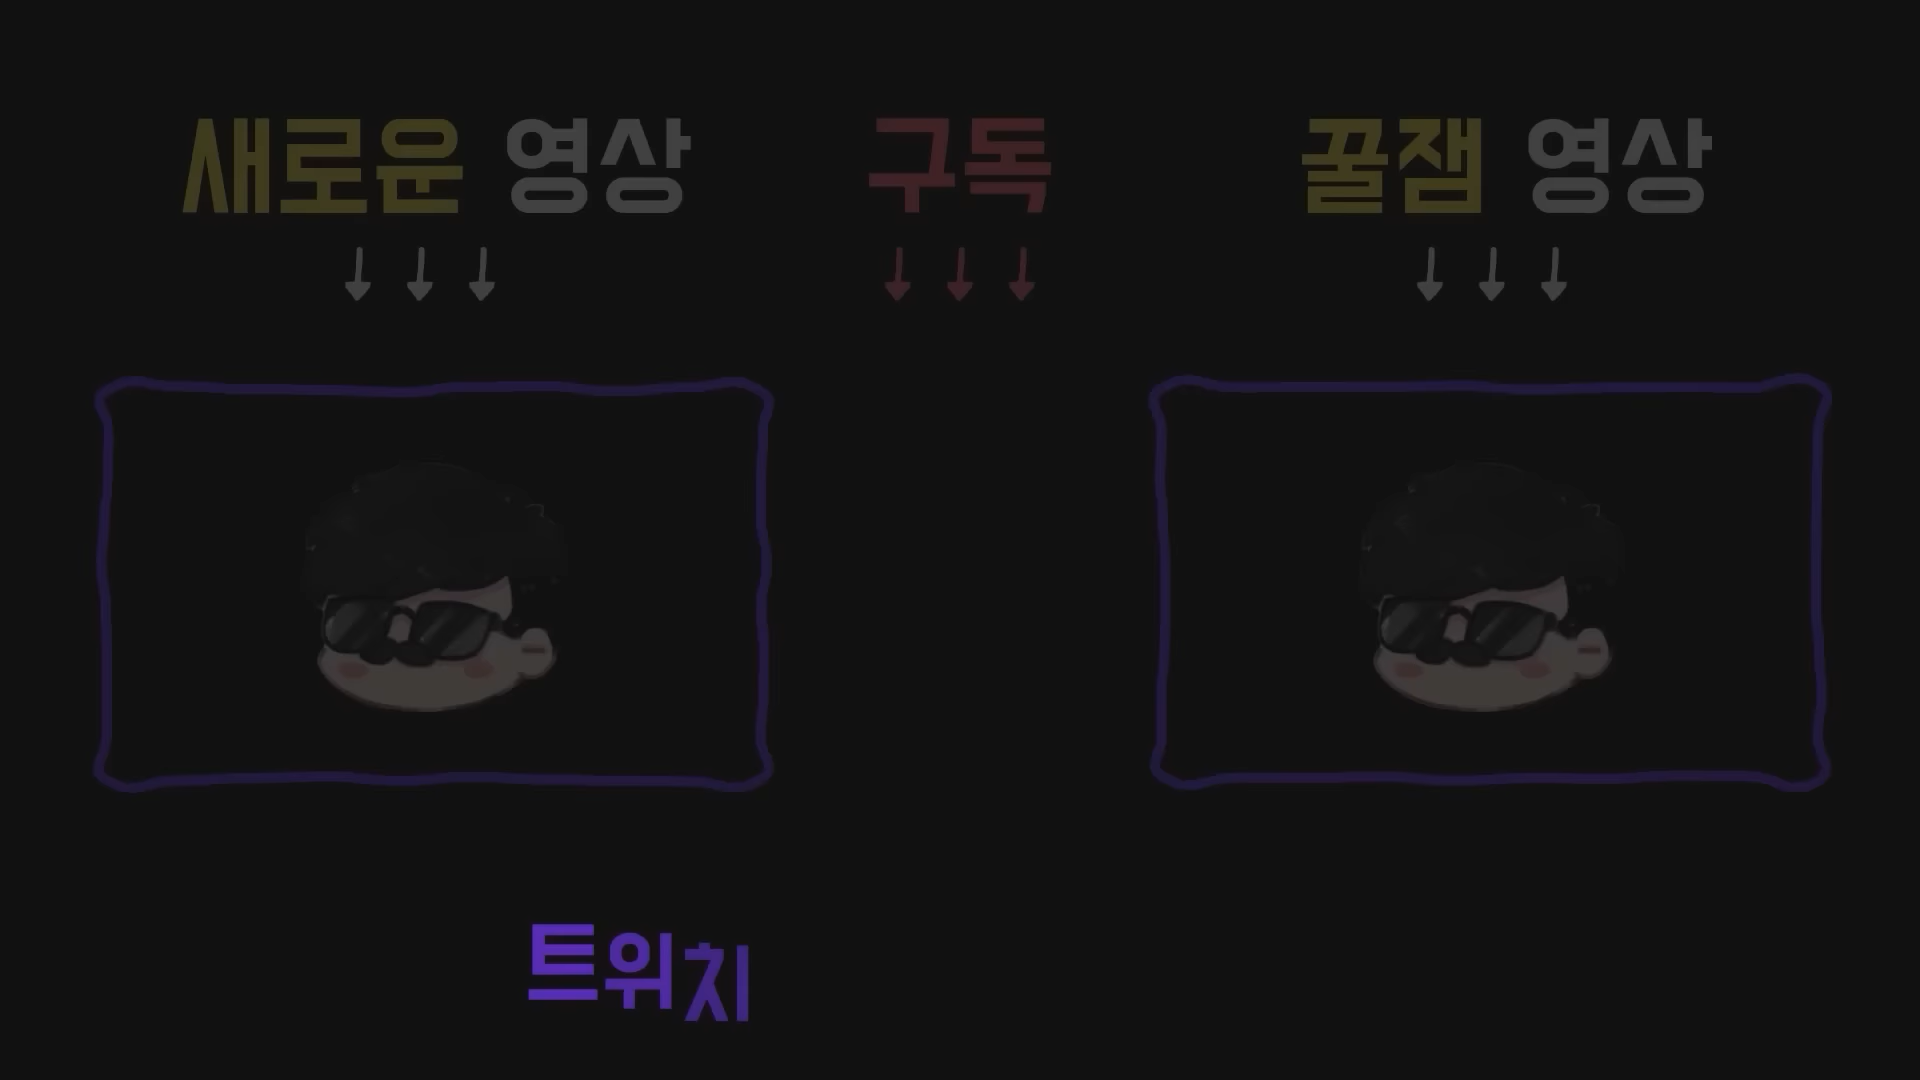 새로운 영상
구독
꿀잼 영상
트위치